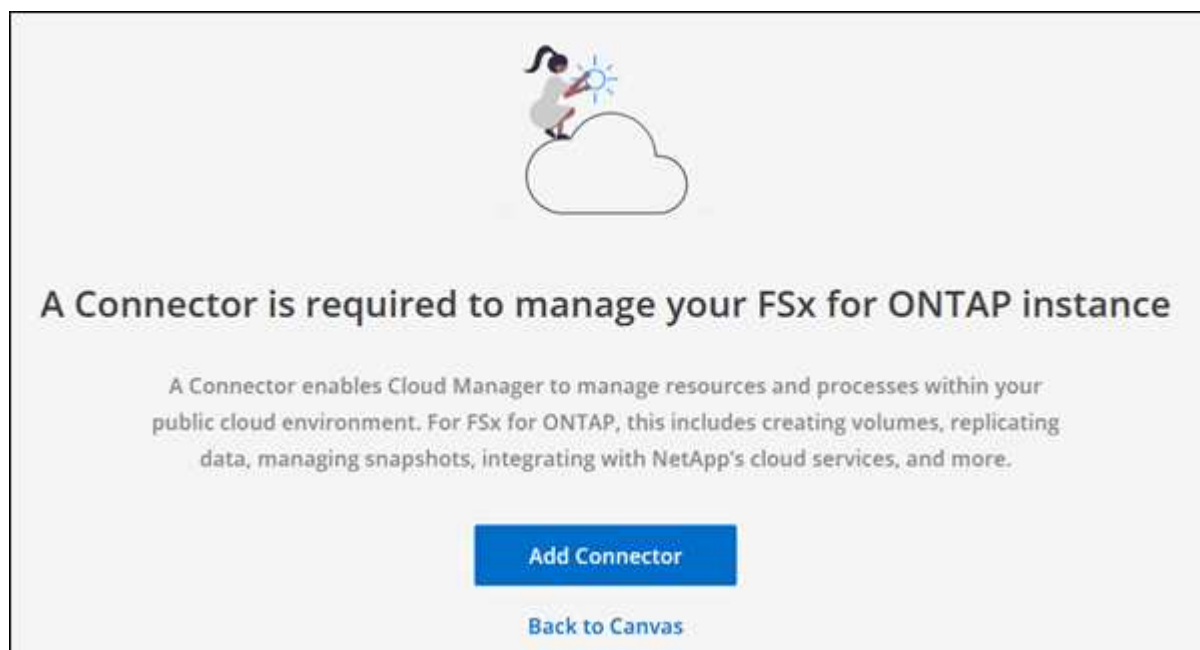 A Connector is required to manage your FSx for ONTAP instance
A Connector enables Cloud Manager to manage resources and processes within your
public cloud environment. For FSx for ONTAP, this includes creating volumes, replicating
data, managing snapshots, integrating with NetApp's cloud services, and more.
Add Connector
Back to Canvas